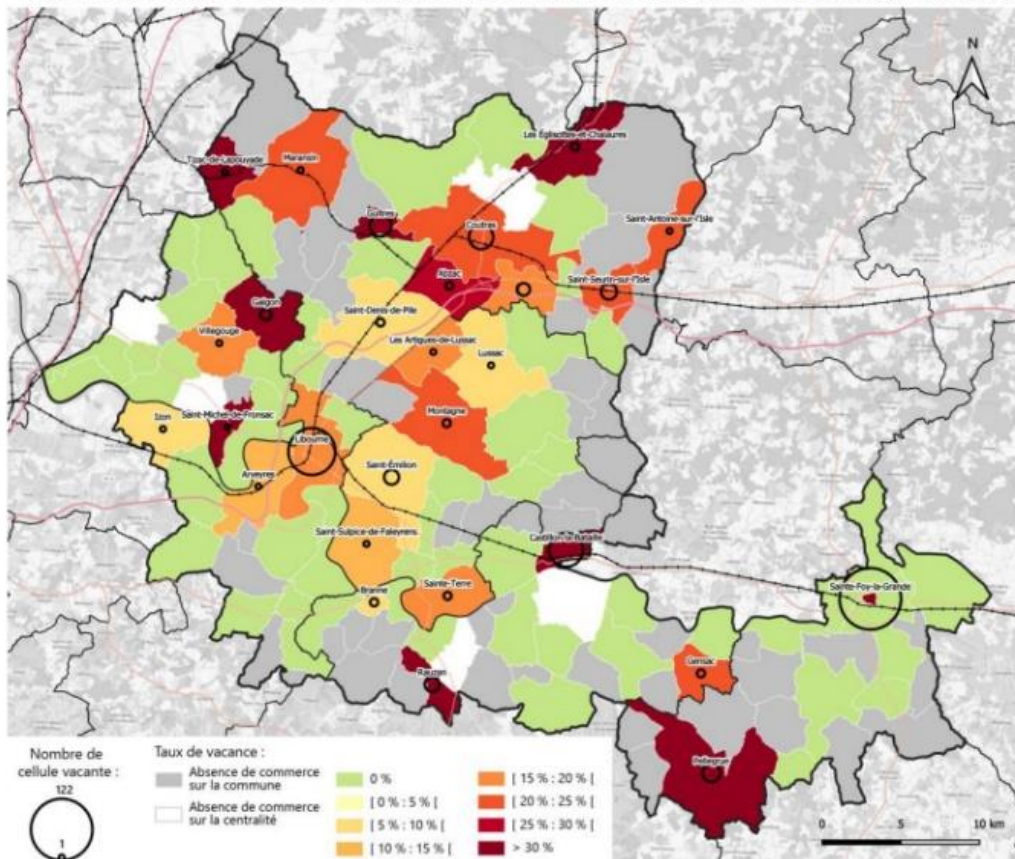 N
Les Églisottes-et-Chalaures
Tizac-de-Lapouyade
Maransin
Guîtres
Coutras
Saint-Antoine-sur-l'Isle
Abzac
Saint-Seurin-sur-l'Isle
Galgon
Saint-Denis-de-Pile
Villegouge
Les Artigues-de-Lussac
Lussac
Saint-Michel-de-Fronsac
Montagne
Izon
Libourne
Saint-Émilion
Arveyres
Saint-Sulpice-de-Faleyrens
Castillon-la-Bataille
Sainte-Terre
Sainte-Foy-la-Grande
Branne
Rauzan
Gensac
Pellegrue
Nombre de
cellule vacante :
122
1
Taux de vacance :
Absence de commerce
sur la commune
Absence de commerce
sur la centralité
0 %
[ 0 % : 5 % [
[ 5 % : 10 % [
[ 10 % : 15 % [
[ 15 % : 20 % [
[ 20 % : 25 % [
[ 25 % : 30 % [
> 30 %
0 5 10 km